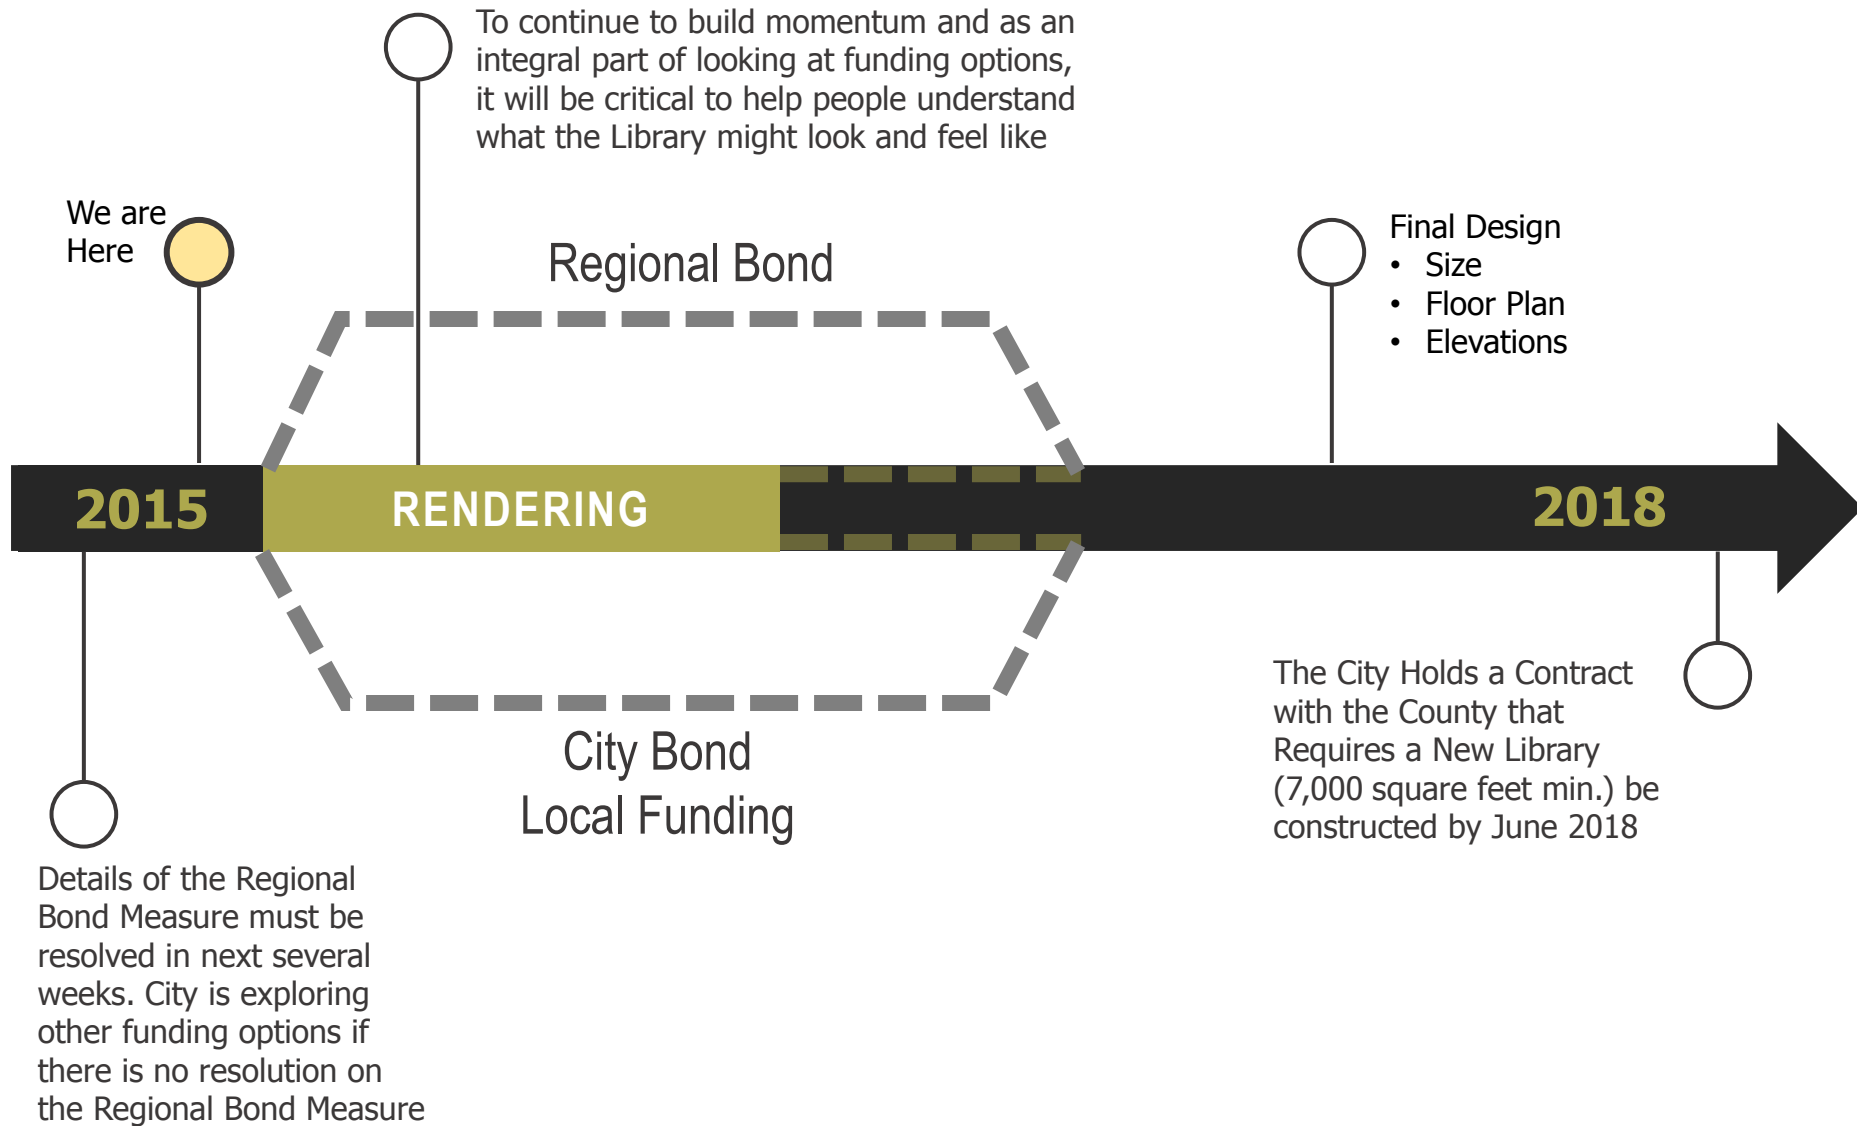 To continue to build momentum and as an
integral part of looking at funding options,
it will be critical to help people understand
what the Library might look and feel like
We are
Here
Regional Bond
Final Design
• Size
• Floor Plan
• Elevations
2015
RENDERING
2018
City Bond
Local Funding
The City Holds a Contract
with the County that
Requires a New Library
(7,000 square feet min.) be
constructed by June 2018
Details of the Regional
Bond Measure must be
resolved in next several
weeks. City is exploring
other funding options if
there is no resolution on
the Regional Bond Measure